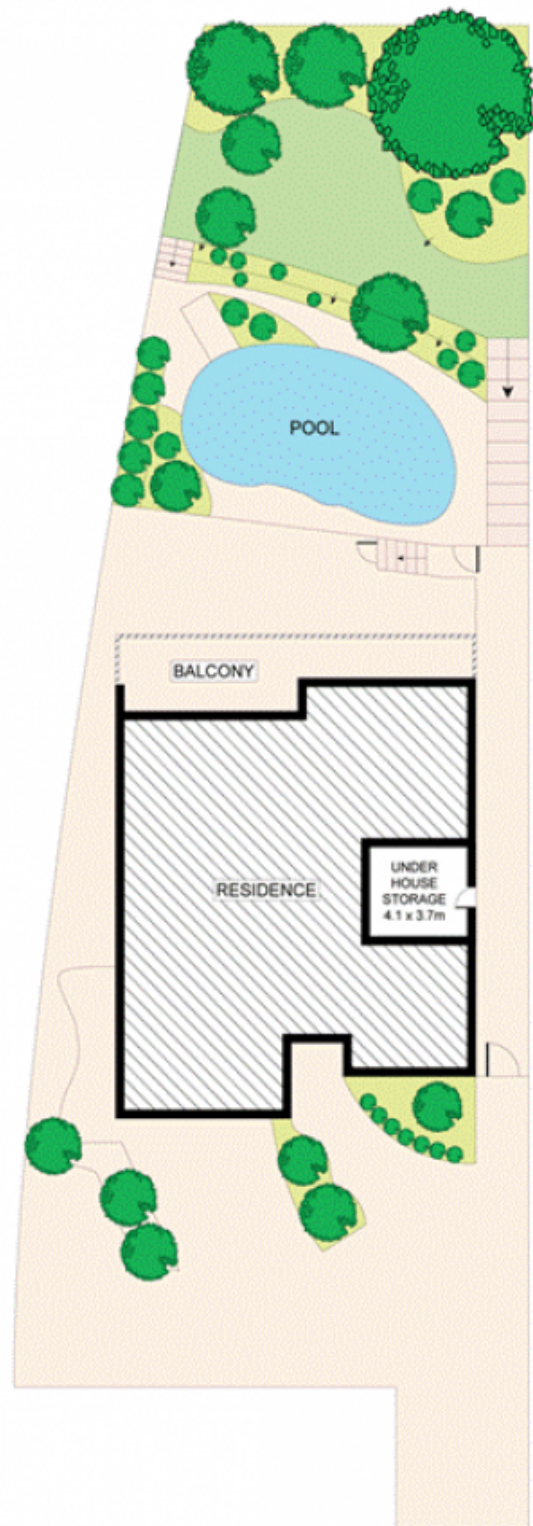 POOL
BALCONY
RESIDENCE
UNDER
HOUSE
STORAGE
4.1 x 3.7m